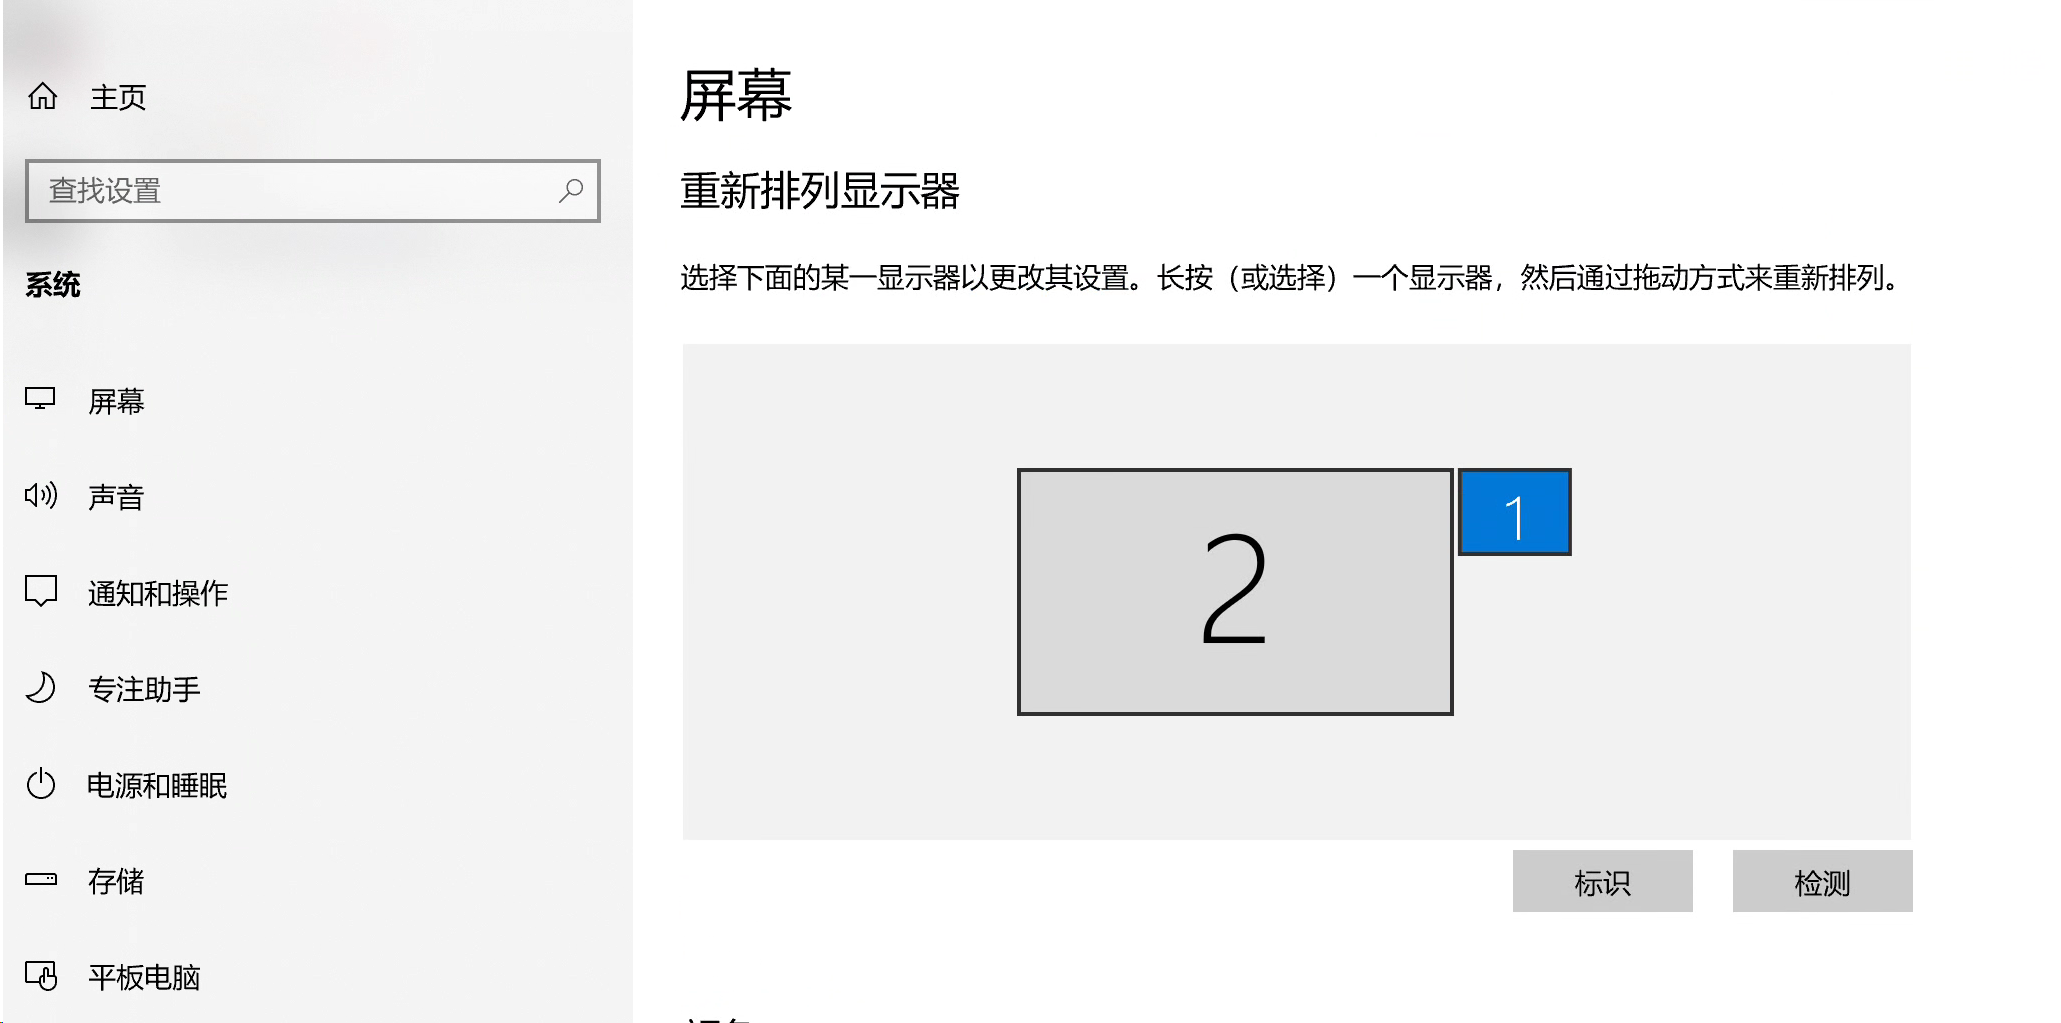 主页
查找设置
系统
屏幕
声音
通知和操作
专注助手
电源和睡眠
存储
平板电脑
屏幕
重新排列显示器
选择下面的某一显示器以更改其设置。长按（或选择）一个显示器，然后通过拖动方式来重新排列。
2
1
标识
检测